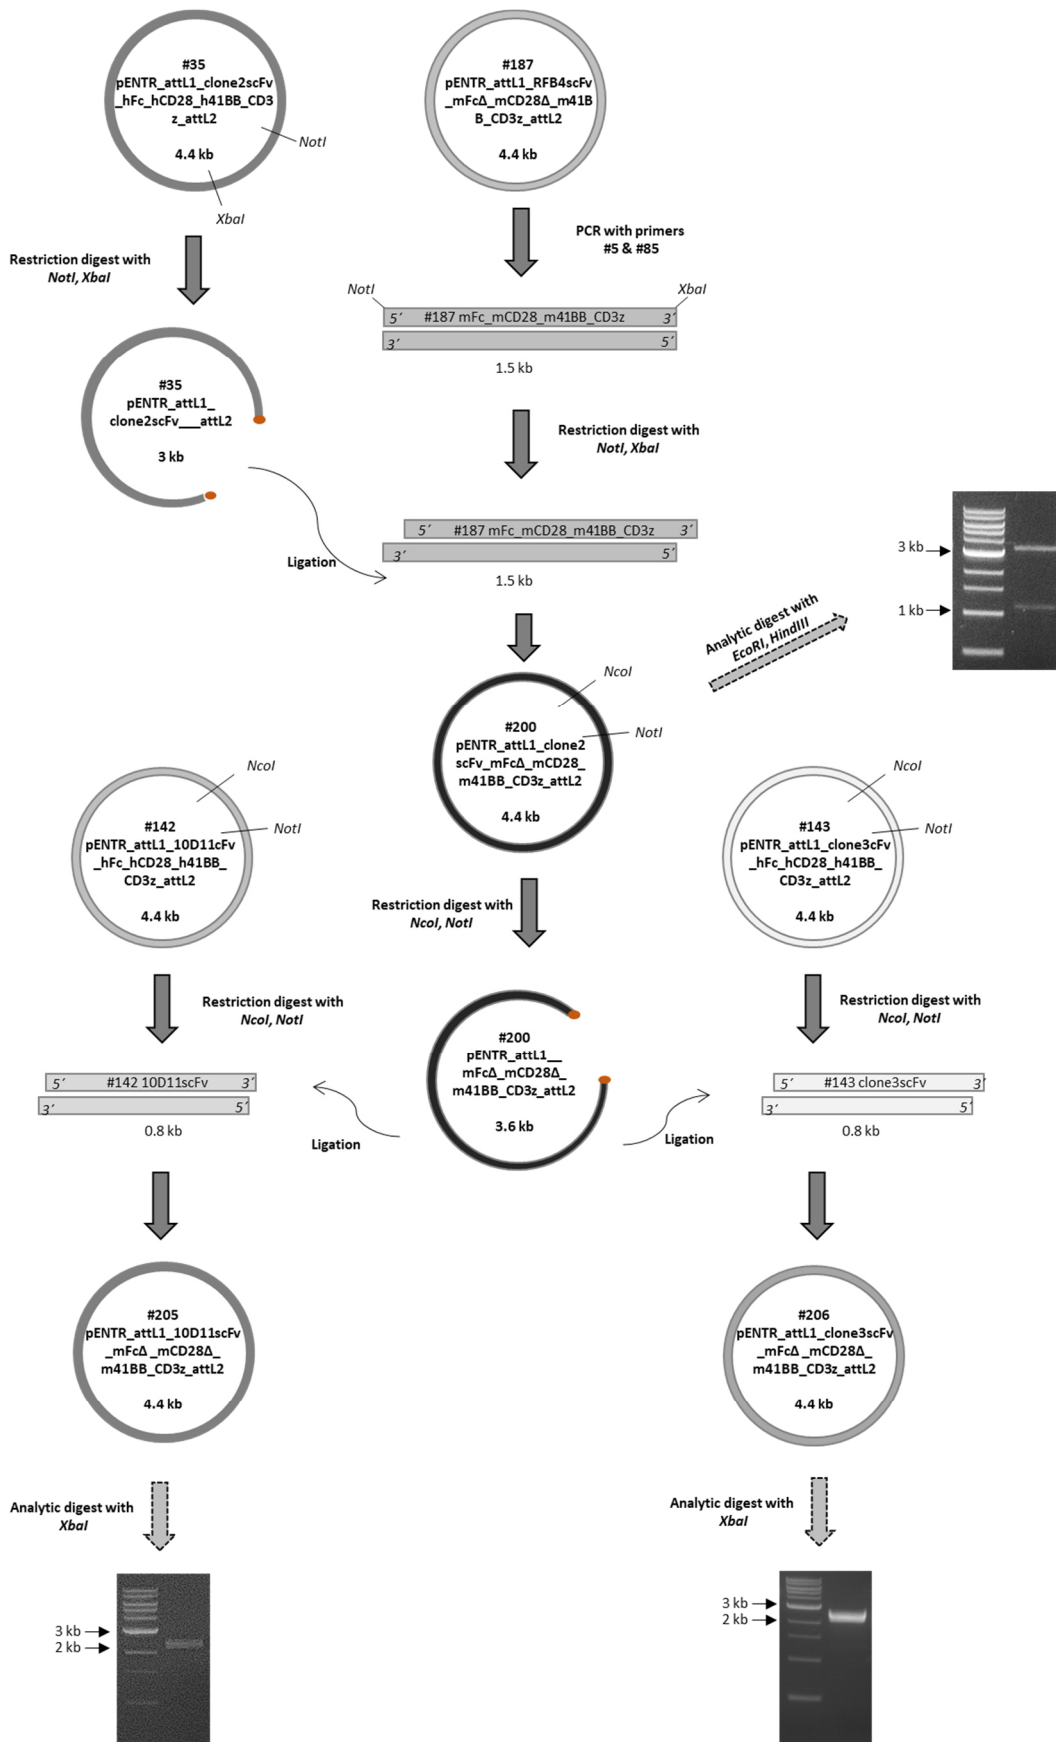 #35
pENTR_attL1_clone2scFv
_hFc_hCD28_h41BB_CD3
z_attL2
4.4 kb
NotI
XbaI
#187
pENTR_attL1_RFB4scFv
_mFcΔ_mCD28Δ_m41B
B_CD3z_attL2
4.4 kb
Restriction digest with
NotI, XbaI
PCR with primers
#5 & #85
NotI
XbaI
5´ #187 mFc_mCD28_m41BB_CD3z 3´
3´ 5´
1.5 kb
#35
pENTR_attL1_
clone2scFv___attL2
3 kb
Restriction digest with
NotI, XbaI
5´ #187 mFc_mCD28_m41BB_CD3z 3´
3´ 5´
1.5 kb
Ligation
3 kb
1 kb
Analytic digest with
EcoRI, HindIII
NcoI
NotI
#200
pENTR_attL1_clone2
scFv_mFcΔ_mCD28_
m41BB_CD3z_attL2
4.4 kb
NcoI
NotI
#142
pENTR_attL1_10D11cFv
_hFc_hCD28_h41BB_
CD3z_attL2
4.4 kb
NcoI
NotI
#143
pENTR_attL1_clone3cFv
_hFc_hCD28_h41BB_
CD3z_attL2
4.4 kb
Restriction digest with
NcoI, NotI
Restriction digest with
NcoI, NotI
Restriction digest with
NcoI, NotI
#200
pENTR_attL1__
mFcΔ_mCD28Δ_
m41BB_CD3z_attL2
3.6 kb
5´ #142 10D11scFv 3´
3´ 5´
0.8 kb
Ligation
Ligation
5´ #143 clone3scFv 3´
3´ 5´
0.8 kb
#205
pENTR_attL1_10D11scFv
_mFcΔ _mCD28Δ_
m41BB_CD3z_attL2
4.4 kb
#206
pENTR_attL1_clone3scFv
_mFcΔ _mCD28Δ_
m41BB_CD3z_attL2
4.4 kb
Analytic digest with
XbaI
Analytic digest with
XbaI
3 kb
2 kb
3 kb
2 kb